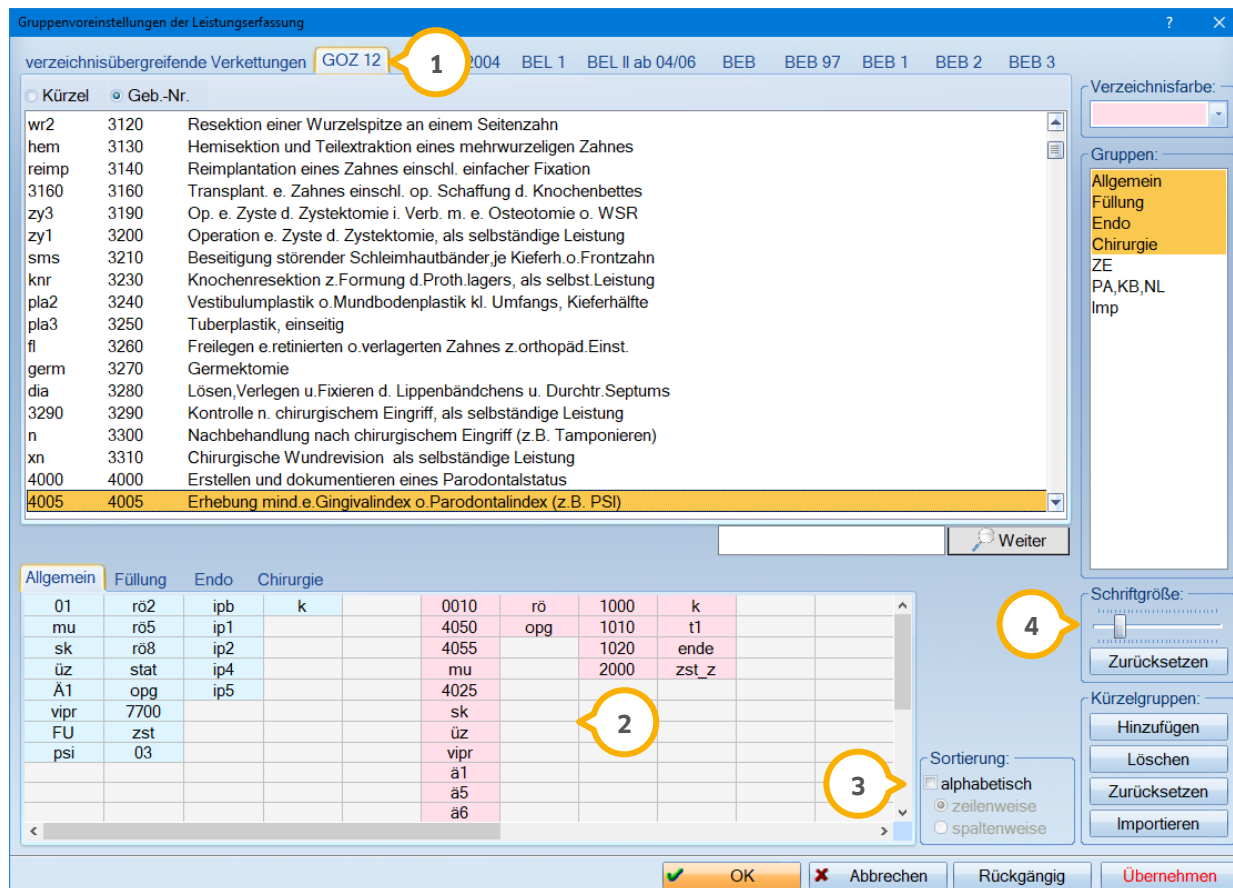 Gruppenvoreinstellungen der Leistungserfassung ? ×
verzeichnisübergreifende Verkettungen GOZ 12 1 2004 BEL 1 BEL II ab 04/06 BEB BEB 97 BEB 1 BEB 2 BEB 3
Kürzel Geb.-Nr.
wr2 3120 Resektion einer Wurzelspitze an einem Seitenzahn
hem 3130 Hemisektion und Teilextraktion eines mehrwurzeligen Zahnes
reimp 3140 Reimplantation eines Zahnes einschl. einfacher Fixation
3160 3160 Transplant. e. Zahnes einschl. op. Schaffung d. Knochenbettes
zy3 3190 Op. e. Zyste d. Zystektomie i. Verb. m. e. Osteotomie o. WSR
zy1 3200 Operation e. Zyste d. Zystektomie, als selbständige Leistung
sms 3210 Beseitigung störender Schleimhautbänder,je Kieferh.o.Frontzahn
knr 3230 Knochenresektion z.Formung d.Proth.lagers, als selbst.Leistung
pla2 3240 Vestibulumplastik o.Mundbodenplastik kl. Umfangs, Kieferhälfte
pla3 3250 Tuberplastik, einseitig
fl 3260 Freilegen e.retinierten o.verlagerten Zahnes z.orthopäd.Einst.
germ 3270 Germektomie
dia 3280 Lösen,Verlegen u.Fixieren d. Lippenbändchens u. Durchtr.Septums
3290 3290 Kontrolle n. chirurgischem Eingriff, als selbständige Leistung
n 3300 Nachbehandlung nach chirurgischem Eingriff (z.B. Tamponieren)
xn 3310 Chirurgische Wundrevision als selbständige Leistung
4000 4000 Erstellen und dokumentieren eines Parodontalstatus
4005 4005 Erhebung mind.e.Gingivalindex o.Parodontalindex (z.B. PSI)
Weiter
Verzeichnisfarbe:
Gruppen:
Allgemein
Füllung
Endo
Chirurgie
ZE
PA,KB,NL
Imp
Allgemein Füllung Endo Chirurgie
01 rö2 ipb k 0010 rö 1000 k
mu rö5 ip1 4050 opg 1010 t1
sk rö8 ip2 4055 1020 ende
üz stat ip4 mu 2000 zst_z
Ä1 opg ip5 4025
vipr 7700 sk
FU zst üz
psi 03 vipr
ä1
ä5
ä6
2
Sortierung:
3
alphabetisch
zeilenweise
spaltenweise
Schriftgröße:
4
Zurücksetzen
Kürzelgruppen:
Hinzufügen
Löschen
Zurücksetzen
Importieren
OK Abbrechen Rückgängig Übernehmen